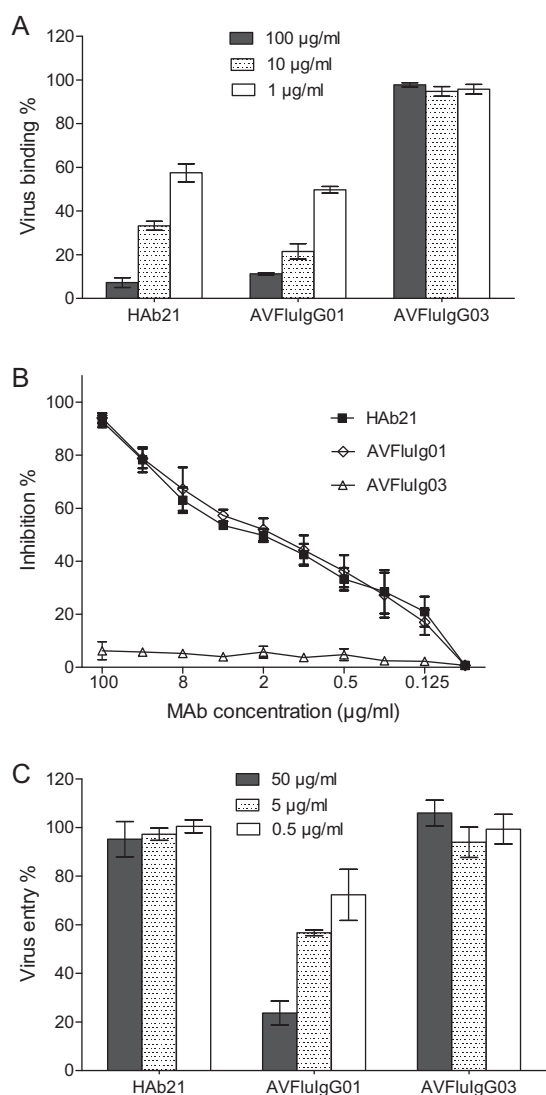 A
120
100
80
60
40
20
0
Virus binding %
100 µg/ml
10 µg/ml
1 µg/ml
HAb21
AVFluIgG01
AVFluIgG03
B
100
80
60
40
20
0
Inhibition %
HAb21
AVFluIg01
AVFluIg03
100
8
2
0.5
0.125
MAb concentration (µg/ml)
C
120
100
80
60
40
20
0
Virus entry %
50 µg/ml
5 µg/ml
0.5 µg/ml
HAb21
AVFluIgG01
AVFluIgG03